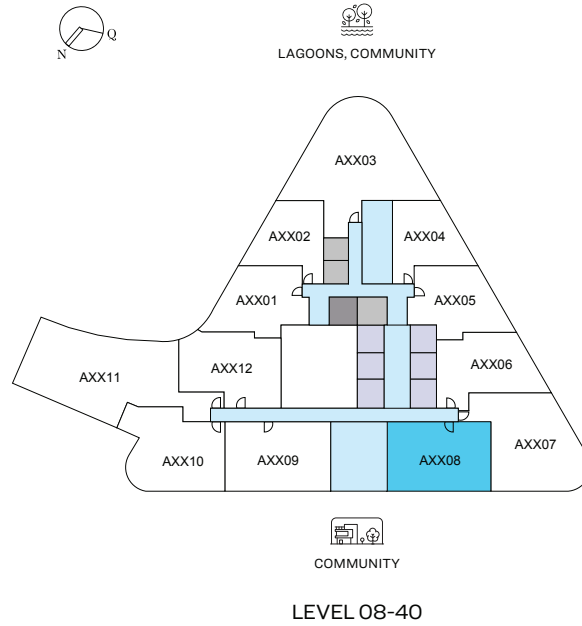 Q
N
LAGOONS, COMMUNITY
AXX03
AXX02
AXX04
AXX01
AXX05
AXX12
AXX06
AXX11
AXX07
AXX10
AXX09
AXX08
COMMUNITY
LEVEL 08-40